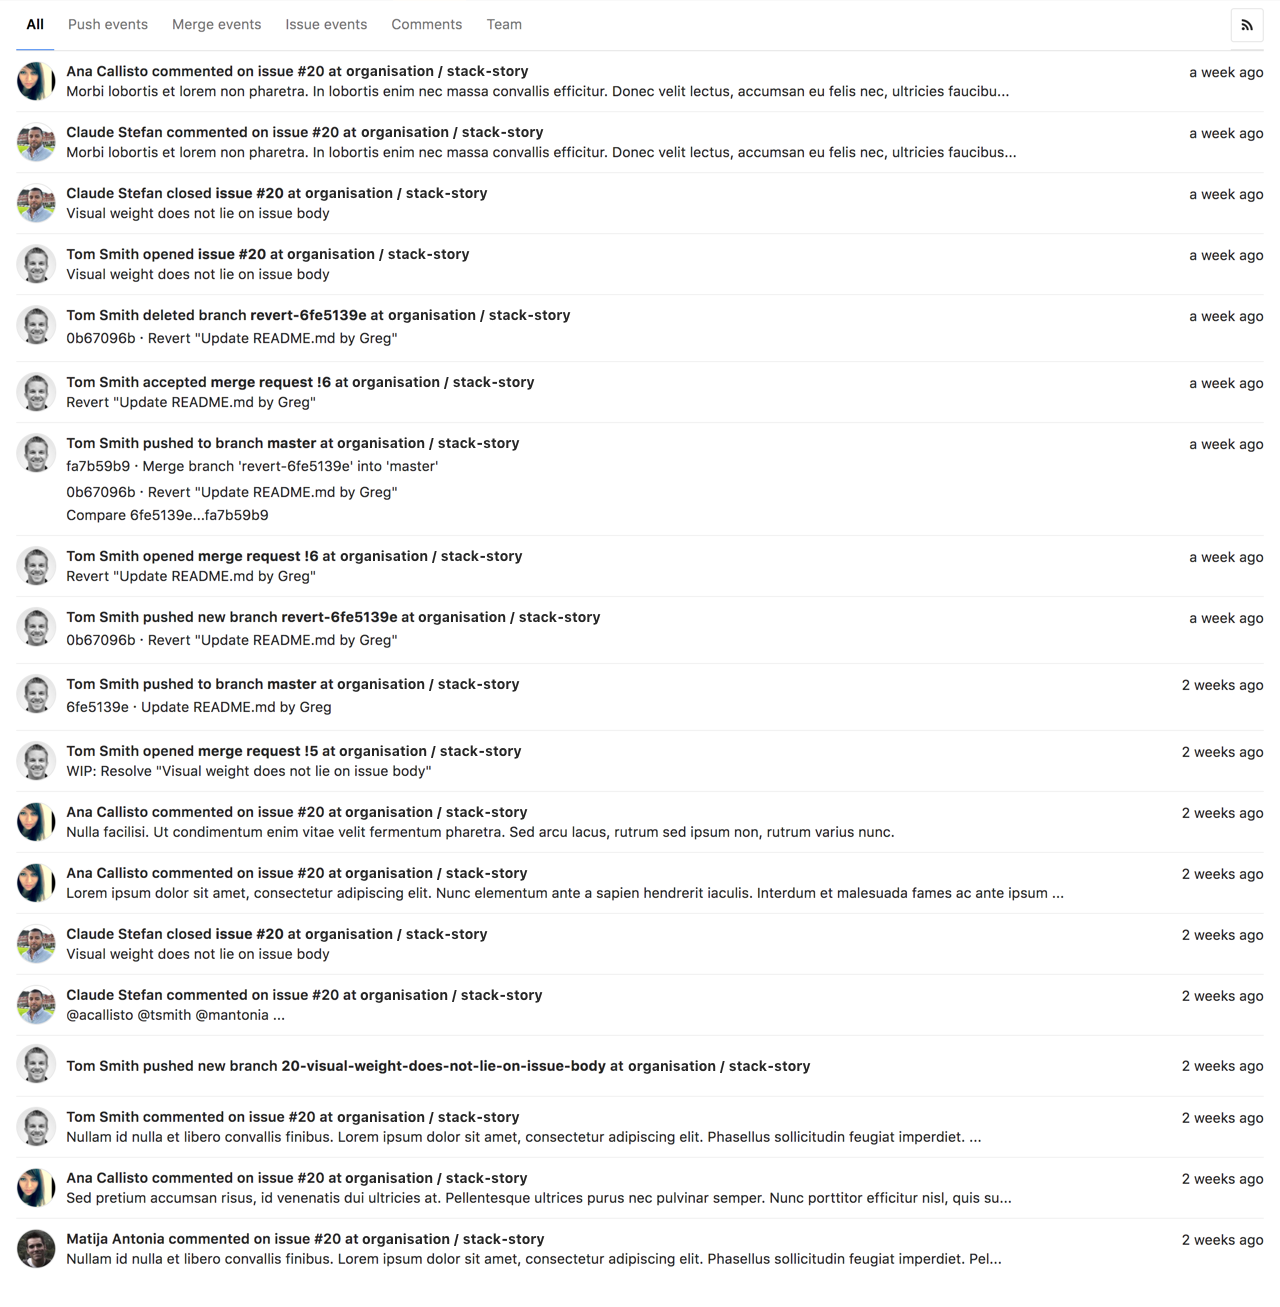 All Push events Merge events Issue events Comments Team
Ana Callisto commented on issue #20 at organisation / stack-story a week ago
Morbi lobortis et lorem non pharetra. In lobortis enim nec massa convallis efficitur. Donec velit lectus, accumsan eu felis nec, ultricies faucibu...
Claude Stefan commented on issue #20 at organisation / stack-story a week ago
Morbi lobortis et lorem non pharetra. In lobortis enim nec massa convallis efficitur. Donec velit lectus, accumsan eu felis nec, ultricies faucibus...
Claude Stefan closed issue #20 at organisation / stack-story a week ago
Visual weight does not lie on issue body
Tom Smith opened issue #20 at organisation / stack-story a week ago
Visual weight does not lie on issue body
Tom Smith deleted branch revert-6fe5139e at organisation / stack-story a week ago
0b67096b · Revert "Update README.md by Greg"
Tom Smith accepted merge request !6 at organisation / stack-story a week ago
Revert "Update README.md by Greg"
Tom Smith pushed to branch master at organisation / stack-story a week ago
fa7b59b9 · Merge branch 'revert-6fe5139e' into 'master'
0b67096b · Revert "Update README.md by Greg"
Compare 6fe5139e...fa7b59b9
Tom Smith opened merge request !6 at organisation / stack-story a week ago
Revert "Update README.md by Greg"
Tom Smith pushed new branch revert-6fe5139e at organisation / stack-story a week ago
0b67096b · Revert "Update README.md by Greg"
Tom Smith pushed to branch master at organisation / stack-story 2 weeks ago
6fe5139e · Update README.md by Greg
Tom Smith opened merge request !5 at organisation / stack-story 2 weeks ago
WIP: Resolve "Visual weight does not lie on issue body"
Ana Callisto commented on issue #20 at organisation / stack-story 2 weeks ago
Nulla facilisi. Ut condimentum enim vitae velit fermentum pharetra. Sed arcu lacus, rutrum sed ipsum non, rutrum varius nunc.
Ana Callisto commented on issue #20 at organisation / stack-story 2 weeks ago
Lorem ipsum dolor sit amet, consectetur adipiscing elit. Nunc elementum ante a sapien hendrerit iaculis. Interdum et malesuada fames ac ante ipsum ...
Claude Stefan closed issue #20 at organisation / stack-story 2 weeks ago
Visual weight does not lie on issue body
Claude Stefan commented on issue #20 at organisation / stack-story 2 weeks ago
@acallisto @tsmith @mantonia ...
Tom Smith pushed new branch 20-visual-weight-does-not-lie-on-issue-body at organisation / stack-story 2 weeks ago
Tom Smith commented on issue #20 at organisation / stack-story 2 weeks ago
Nullam id nulla et libero convallis finibus. Lorem ipsum dolor sit amet, consectetur adipiscing elit. Phasellus sollicitudin feugiat imperdiet. ...
Ana Callisto commented on issue #20 at organisation / stack-story 2 weeks ago
Sed pretium accumsan risus, id venenatis dui ultricies at. Pellentesque ultrices purus nec pulvinar semper. Nunc porttitor efficitur nisl, quis su...
Matija Antonia commented on issue #20 at organisation / stack-story 2 weeks ago
Nullam id nulla et libero convallis finibus. Lorem ipsum dolor sit amet, consectetur adipiscing elit. Phasellus sollicitudin feugiat imperdiet. Pel...